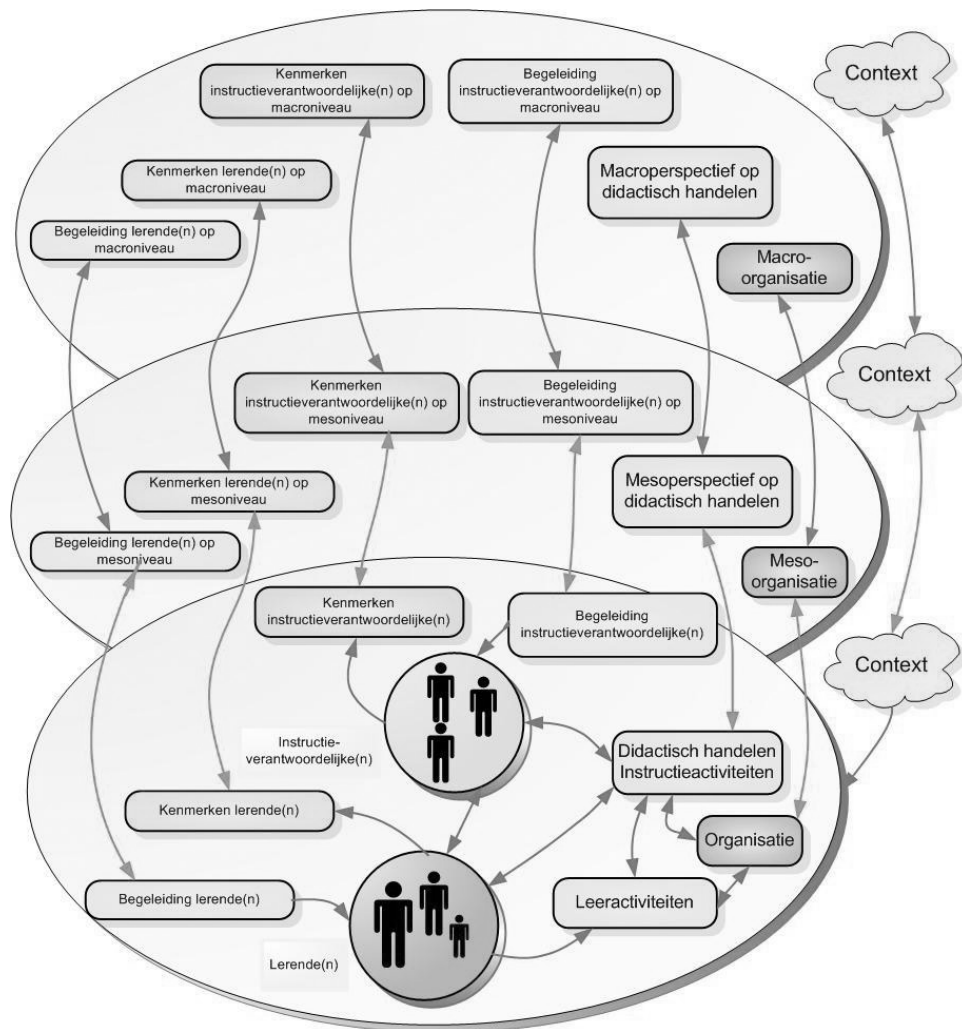 Kenmerken
instructieverantwoordelijke(n) op
macroniveau
Begeleiding
instructieverantwoordelijke(n) op
macroniveau
Context
Kenmerken lerende(n) op
macroniveau
Macroperspectief op
didactisch handelen
Begeleiding lerende(n) op
macroniveau
Macro-
organisatie
Context
Kenmerken
instructieverantwoordelijke(n) op
mesoniveau
Begeleiding
instructieverantwoordelijke(n) op
mesoniveau
Kenmerken lerende(n) op
mesoniveau
Mesoperspectief op
didactisch handelen
Begeleiding lerende(n) op
mesoniveau
Meso-
organisatie
Kenmerken
instructieverantwoordelijke(n)
Begeleiding
instructieverantwoordelijke(n)
Context
Instructie-
verantwoordelijke(n)
Didactisch handelen
Instructieactiviteiten
Kenmerken lerende(n)
Organisatie
Begeleiding lerende(n)
Leeractiviteiten
Lerende(n)